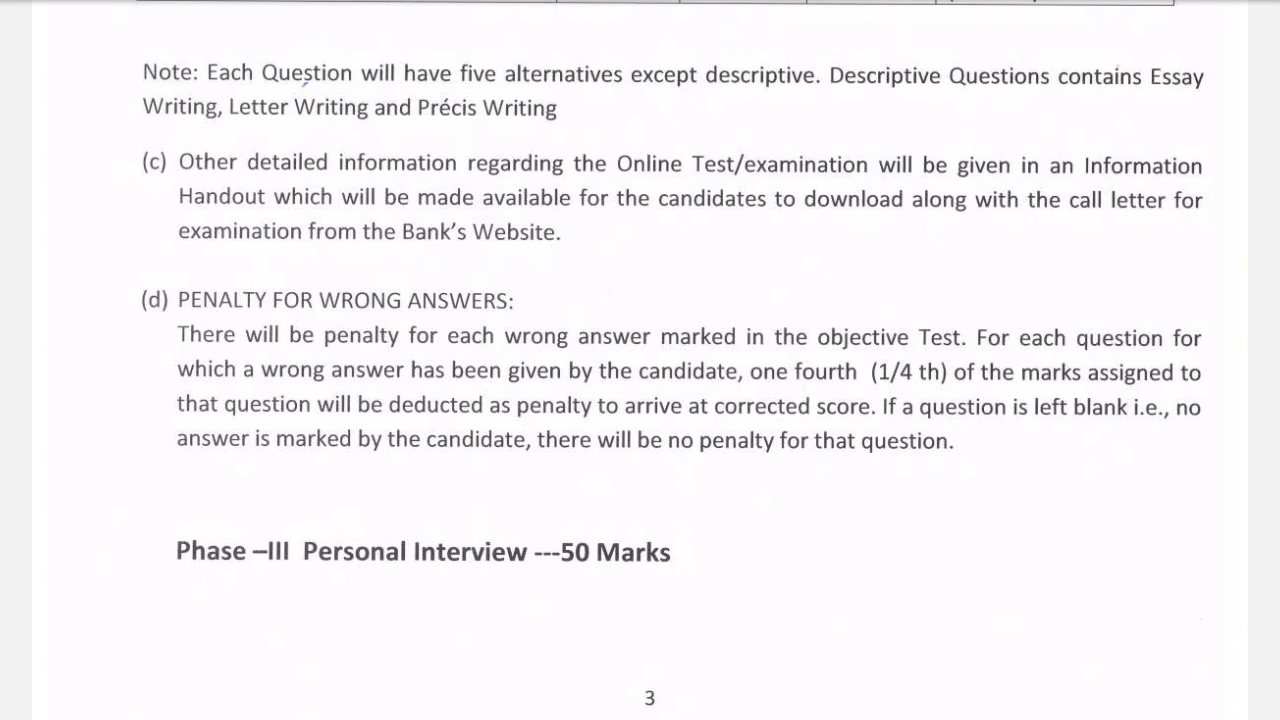 Note: Each Question will have five alternatives except descriptive. Descriptive Questions contains Essay
Writing, Letter Writing and Précis Writing
(c) Other detailed information regarding the Online Test/examination will be given in an Information
Handout which will be made available for the candidates to download along with the call letter for
examination from the Bank's Website.
(d) PENALTY FOR WRONG ANSWERS:
There will be penalty for each wrong answer marked in the objective Test. For each question for
which a wrong answer has been given by the candidate, one fourth (1/4 th) of the marks assigned to
that question will be deducted as penalty to arrive at corrected score. If a question is left blank i.e., no
answer is marked by the candidate, there will be no penalty for that question.
Phase –III Personal Interview ---50 Marks
3